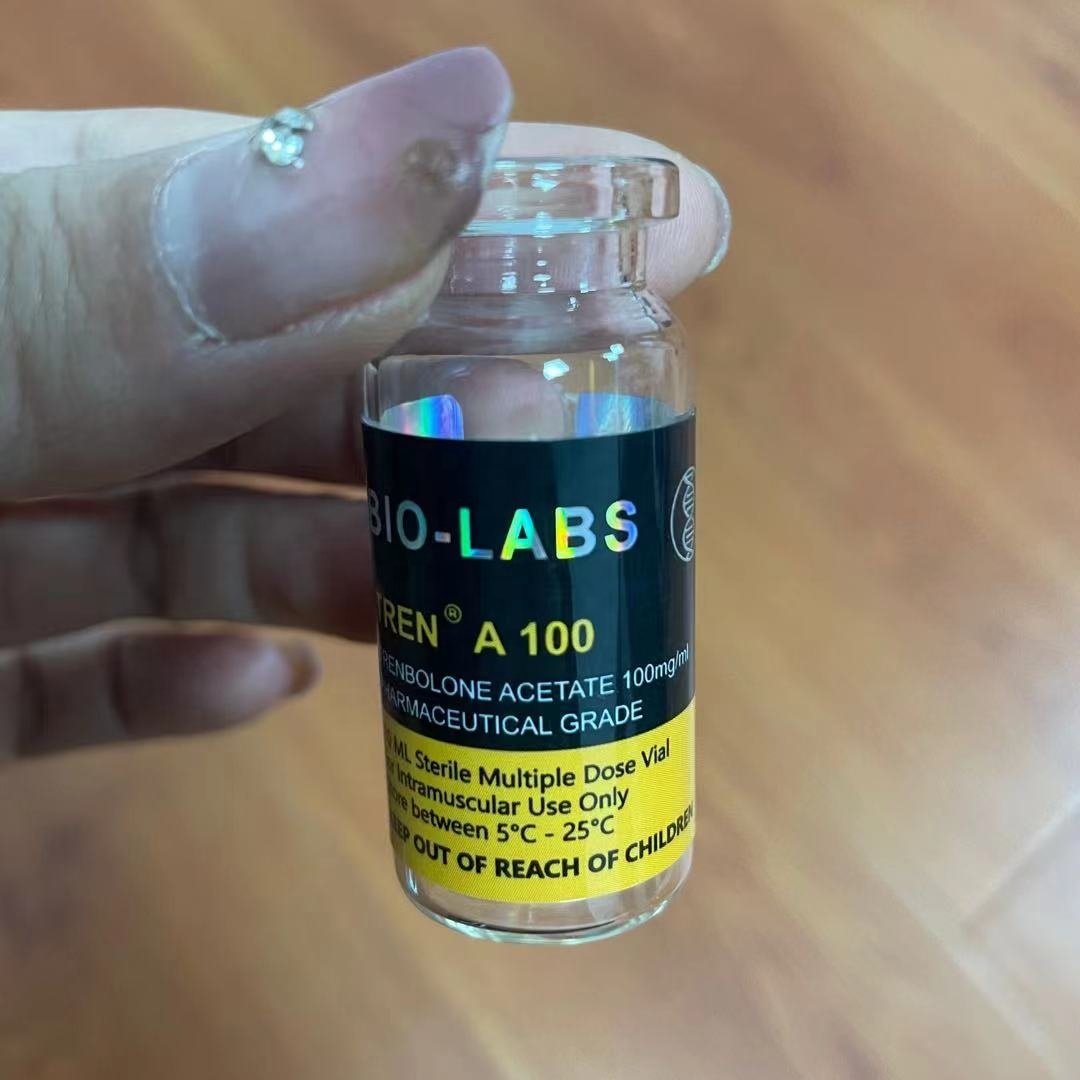 BIO-LABS
TREN® A 100
RENBOLONE ACETATE 100mg/ml
HARMACEUTICAL GRADE
ML Sterile Multiple Dose Vial
Intramuscular Use Only
ore between 5°C - 25°C
EEP OUT OF REACH OF CHILDREN